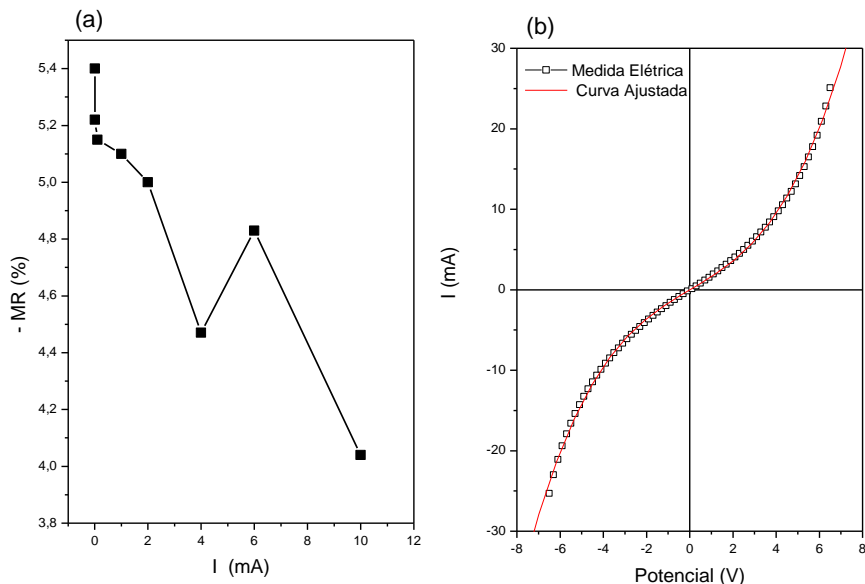 (a)
5,4
5,2
5,0
4,8
4,6
4,4
4,2
4,0
3,8
- MR (%)
0 2 4 6 8 10 12
I (mA)
(b)
Medida Elétrica
Curva Ajustada
30
20
10
0
-10
-20
-30
I (mA)
-8 -6 -4 -2 0 2 4 6 8
Potencial (V)